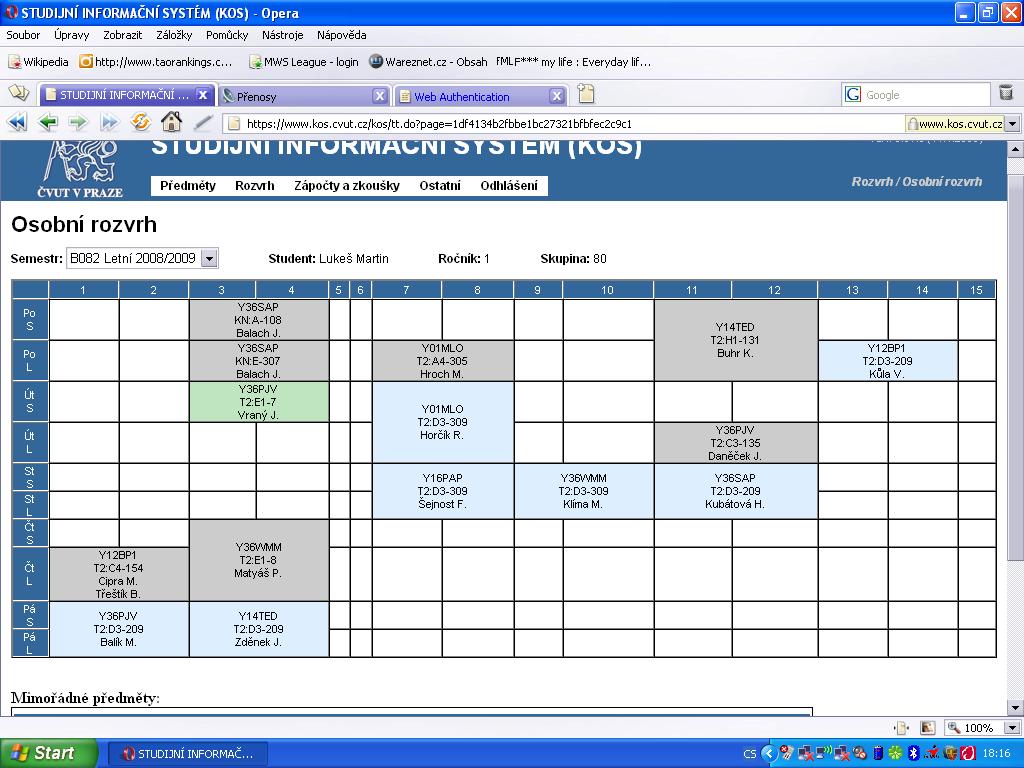 STUDIJNÍ INFORMAČNÍ SYSTÉM (KOS) - Opera
Soubor Úpravy Zobrazit Záložky Pomůcky Nástroje Nápověda
Wikipedia http://www.taorankings.c... MWS League - login Wareznet.cz - Obsah FML F*** my life : Everyday lif...
STUDIJNÍ INFORMAČNÍ ... Přenosy Web Authentication Google
https://www.kos.cvut.cz/kos/tt.do?page=1df4134b2fbbe1bc27321bfbfec2c9c1 www.kos.cvut.cz
STUDIJNÍ INFORMAČNÍ SYSTÉM (KOS)
ČVUT V PRAZE
Předměty Rozvrh Zápočty a zkoušky Ostatní Odhlášení
Rozvrh / Osobní rozvrh
Osobní rozvrh
Semestr: B082 Letní 2008/2009 Student: Lukeš Martin Ročník: 1 Skupina: 80
1 2 3 4 5 6 7 8 9 10 11 12 13 14 15
Po S
Y36SAP
KN:A-108
Balach J.
Y14TED
T2:H1-131
Buhr K.
Po L
Y36SAP
KN:E-307
Balach J.
Y01MLO
T2:A4-305
Hroch M.
Y12BP1
T2:D3-209
Kůla V.
Út S
Y36PJV
T2:E1-7
Vraný J.
Y01MLO
T2:D3-309
Horčík R.
Út L
Y36PJV
T2:C3-135
Daněček J.
St S
St L
Y16PAP
T2:D3-309
Šejnost F.
Y36WMM
T2:D3-309
Klíma M.
Y36SAP
T2:D3-209
Kubátová H.
Čt S
Y36WMM
T2:E1-8
Matyáš P.
Čt L
Y12BP1
T2:C4-154
Cipra M.
Třeštík B.
Pá S
Pá L
Y36PJV
T2:D3-209
Balík M.
Y14TED
T2:D3-209
Zděnek J.
Mimořádné předměty:
100%
Start STUDIJNÍ INFORMAČ... CS 18:16